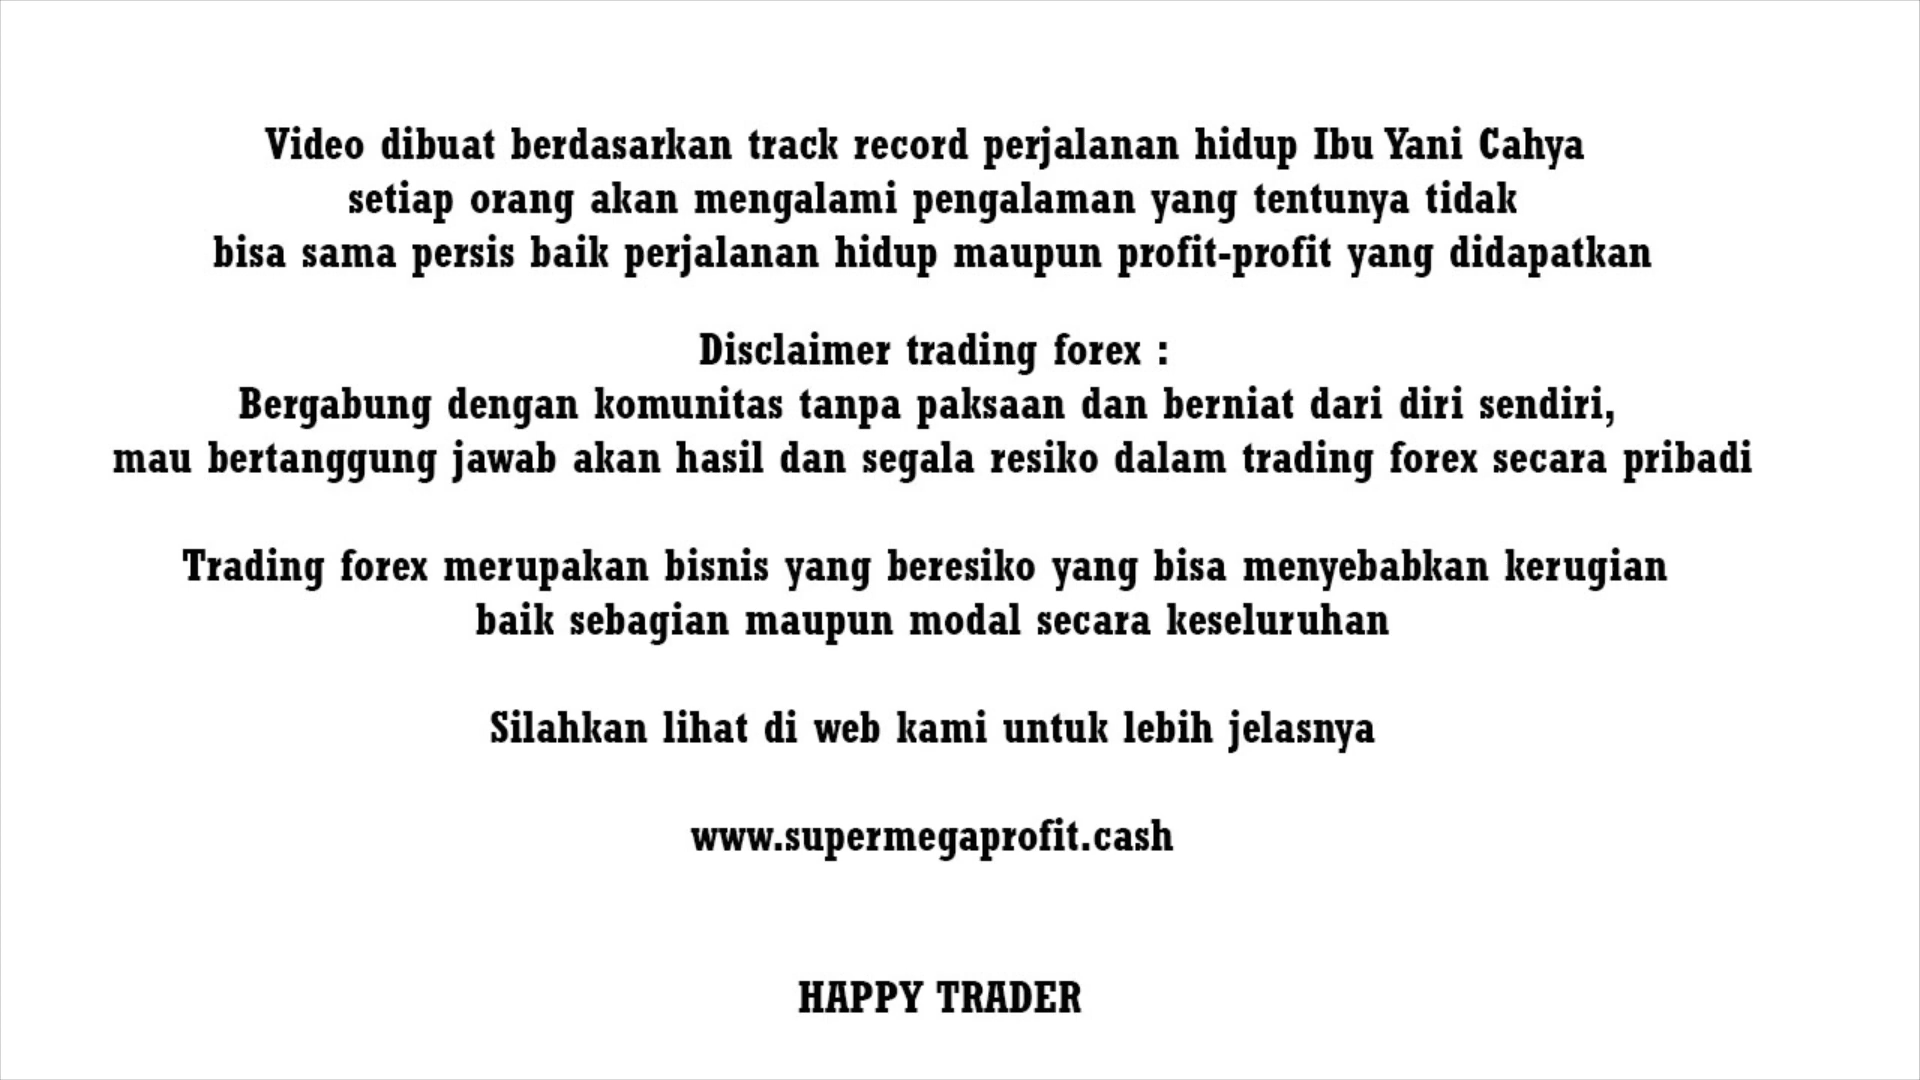 Video dibuat berdasarkan track record perjalanan hidup Ibu Yani Cahya
setiap orang akan mengalami pengalaman yang tentunya tidak
bisa sama persis baik perjalanan hidup maupun profit-profit yang didapatkan
Disclaimer trading forex :
Bergabung dengan komunitas tanpa paksaan dan berniat dari diri sendiri,
mau bertanggung jawab akan hasil dan segala resiko dalam trading forex secara pribadi
Trading forex merupakan bisnis yang beresiko yang bisa menyebabkan kerugian
baik sebagian maupun modal secara keseluruhan
Silahkan lihat di web kami untuk lebih jelasnya
www.supermegaprofit.cash
HAPPY TRADER